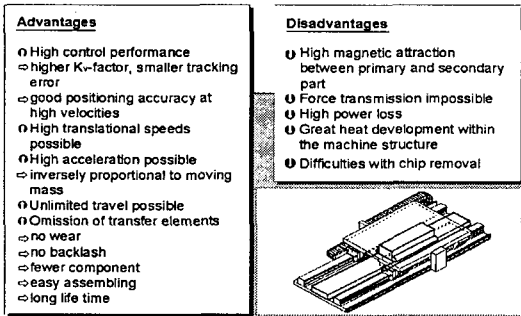 Advantages
∩ High control performance
⇨ higher Kv-factor, smaller tracking
error
⇨ good positioning accuracy at
high velocities
∩ High translational speeds
possible
∩ High acceleration possible
⇨ inversely proportional to moving
mass
∩ Unlimited travel possible
∩ Omission of transfer elements
⇨ no wear
⇨ no backlash
⇨ fewer component
⇨ easy assembling
⇨ long life time
Disadvantages
U High magnetic attraction
between primary and secondary
part
U Force transmission impossible
U High power loss
U Great heat development within
the machine structure
U Difficulties with chip removal